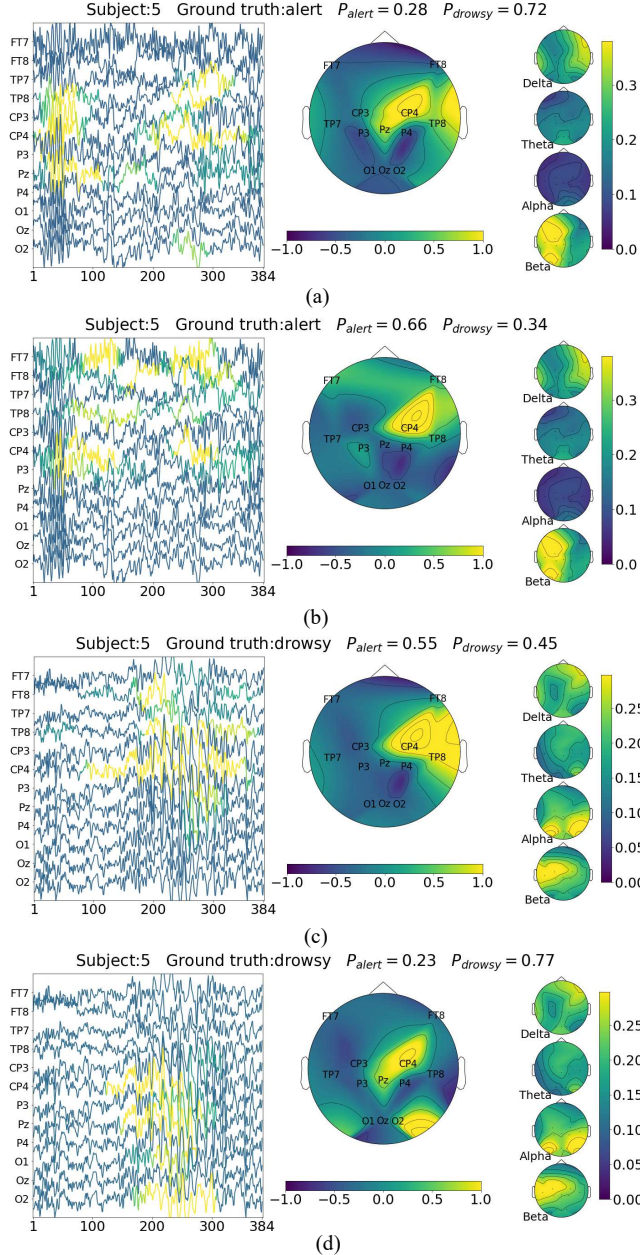 Subject:5 Ground truth:alert P_alert = 0.28 P_drowsy = 0.72
FT7
FT8
TP7
TP8
CP3
CP4
P3
Pz
P4
O1
Oz
O2
1 100 200 300 384
FT7 FT8
CP3 CP4
TP7 TP8
Pz
P3 P4
O1 Oz O2
−1.0 −0.5 0.0 0.5 1.0
Delta
Theta
Alpha
Beta
0.3
0.2
0.1
0.0
(a)
Subject:5 Ground truth:alert P_alert = 0.66 P_drowsy = 0.34
FT7
FT8
TP7
TP8
CP3
CP4
P3
Pz
P4
O1
Oz
O2
1 100 200 300 384
FT7 FT8
CP3 CP4
TP7 TP8
Pz
P3 P4
O1 Oz O2
−1.0 −0.5 0.0 0.5 1.0
Delta
Theta
Alpha
Beta
0.3
0.2
0.1
0.0
(b)
Subject:5 Ground truth:drowsy P_alert = 0.55 P_drowsy = 0.45
FT7
FT8
TP7
TP8
CP3
CP4
P3
Pz
P4
O1
Oz
O2
1 100 200 300 384
FT7 FT8
CP3 CP4
TP7 TP8
Pz
P3 P4
O1 Oz O2
−1.0 −0.5 0.0 0.5 1.0
Delta
Theta
Alpha
Beta
0.25
0.20
0.15
0.10
0.05
0.00
(c)
Subject:5 Ground truth:drowsy P_alert = 0.23 P_drowsy = 0.77
FT7
FT8
TP7
TP8
CP3
CP4
P3
Pz
P4
O1
Oz
O2
1 100 200 300 384
FT7 FT8
CP3 CP4
TP7 TP8
Pz
P3 P4
O1 Oz O2
−1.0 −0.5 0.0 0.5 1.0
Delta
Theta
Alpha
Beta
0.25
0.20
0.15
0.10
0.05
0.00
(d)